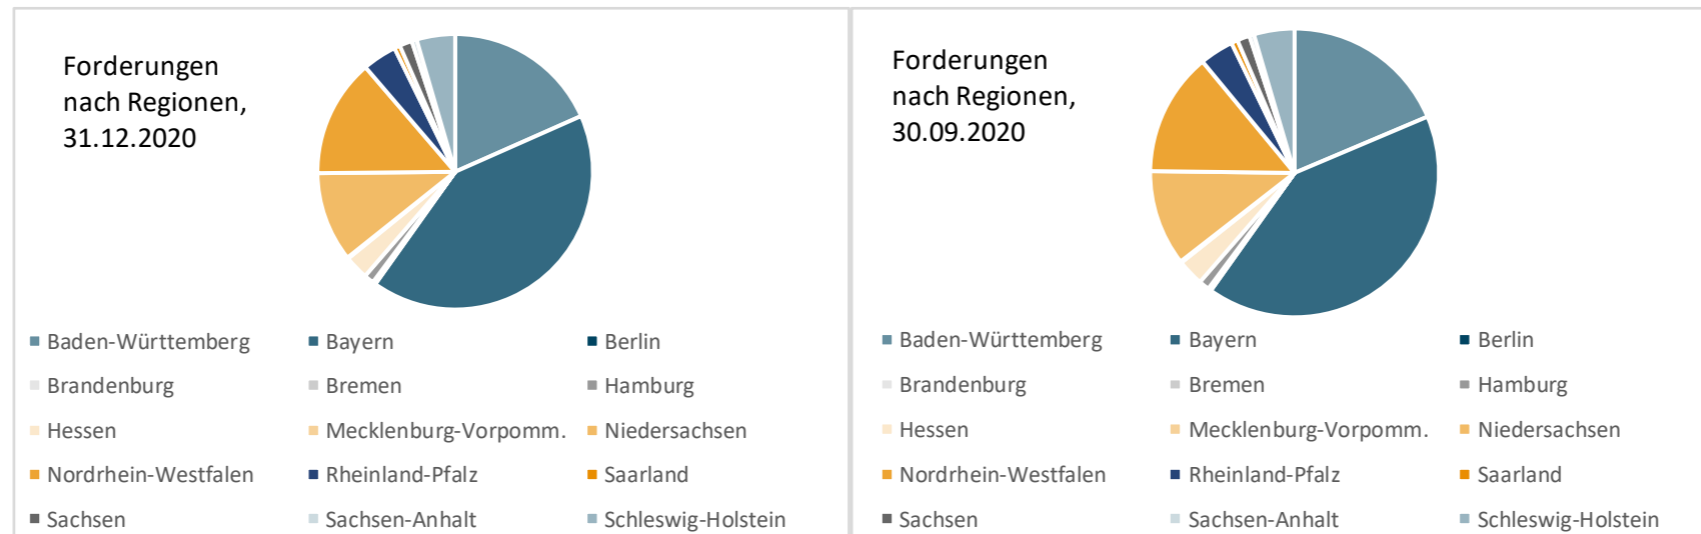 Forderungen
nach Regionen,
31.12.2020
Baden-Württemberg
Bayern
Berlin
Brandenburg
Bremen
Hamburg
Hessen
Mecklenburg-Vorpomm.
Niedersachsen
Nordrhein-Westfalen
Rheinland-Pfalz
Saarland
Sachsen
Sachsen-Anhalt
Schleswig-Holstein
Forderungen
nach Regionen,
30.09.2020
Baden-Württemberg
Bayern
Berlin
Brandenburg
Bremen
Hamburg
Hessen
Mecklenburg-Vorpomm.
Niedersachsen
Nordrhein-Westfalen
Rheinland-Pfalz
Saarland
Sachsen
Sachsen-Anhalt
Schleswig-Holstein